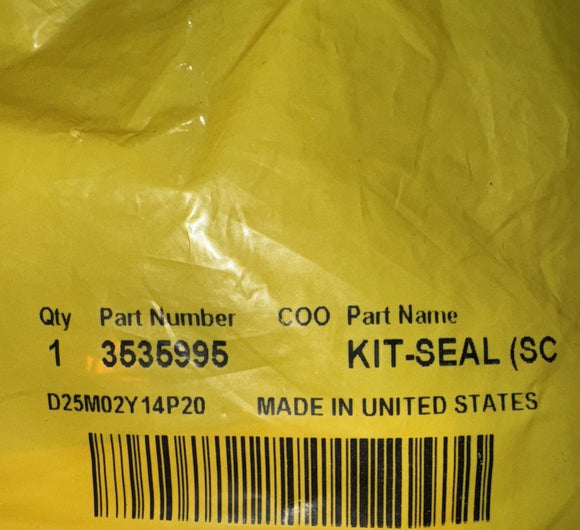 Qty Part Number COO Part Name
1 3535995 KIT-SEAL (SC
D25M02Y14P20 MADE IN UNITED STATES